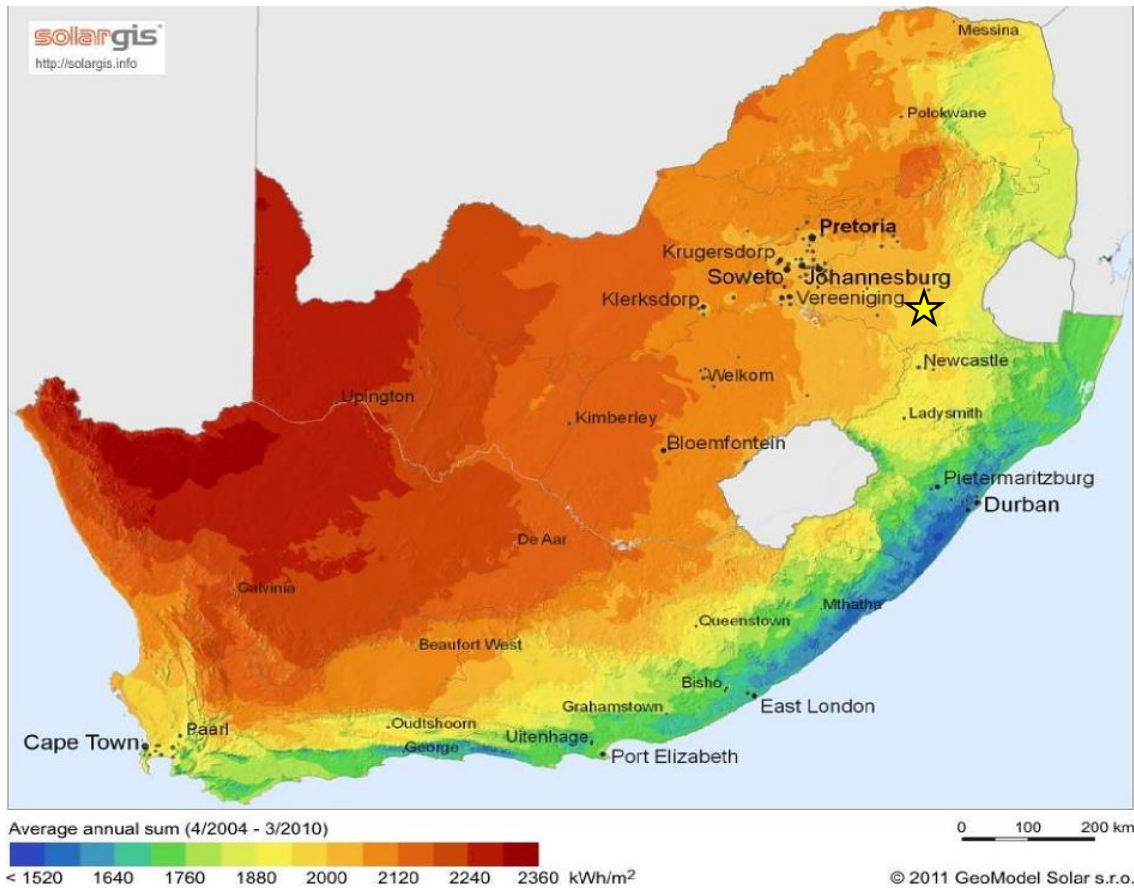 solargis
http://solargis.info
Messina
Polokwane
Pretoria
Krugersdorp
Soweto Johannesburg
Klerksdorp Vereeniging
Newcastle
Welkom
Upington
Kimberley
Ladysmith
Bloemfontein
Pietermaritzburg
Durban
De Aar
Calvinia
Mthatha
Queenstown
Beaufort West
Bisho
Grahamstown
East London
Oudtshoorn
Paarl
Uitenhage
Cape Town
George
Port Elizabeth
Average annual sum (4/2004 - 3/2010)
0 100 200 km
< 1520 1640 1760 1880 2000 2120 2240 2360 kWh/m²
© 2011 GeoModel Solar s.r.o.